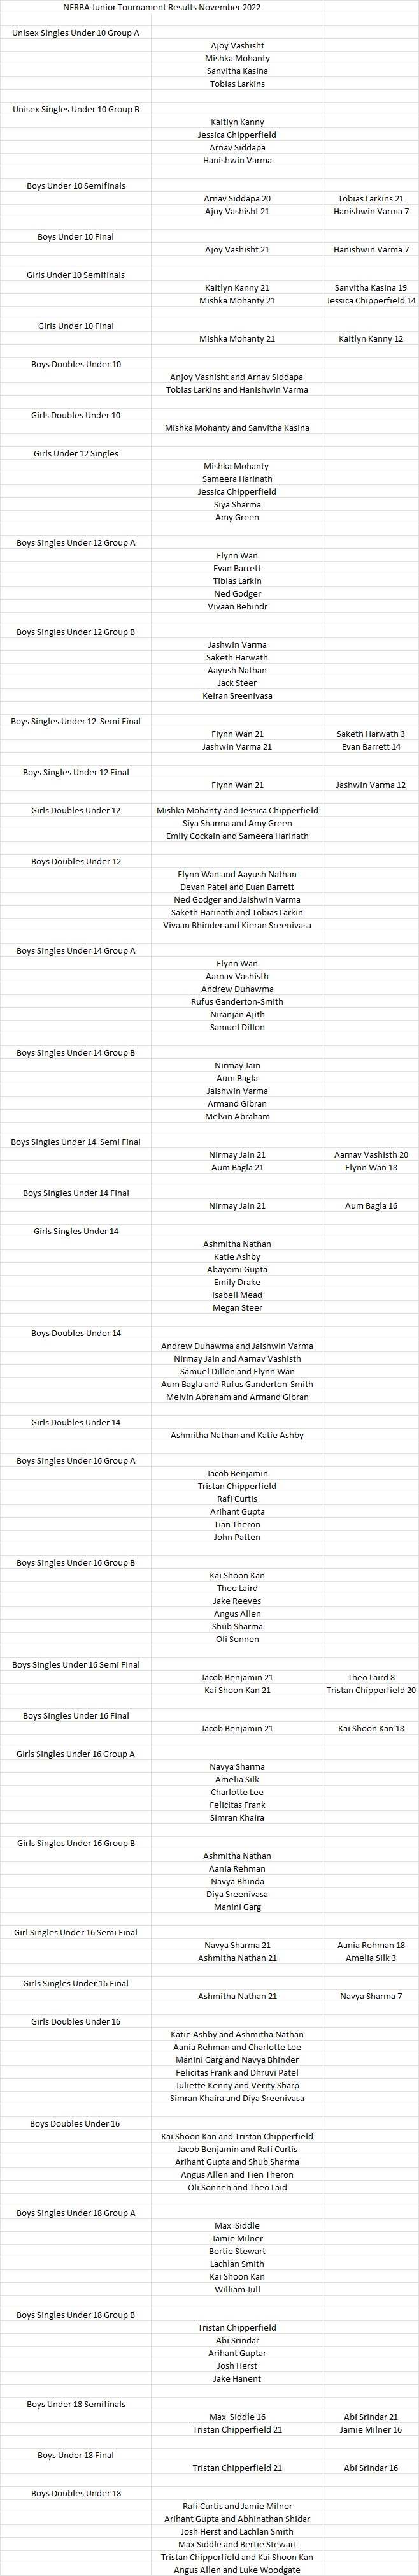 NFRBA Junior Tournament Results November 2022
Unisex Singles Under 10 Group A
Ajoy Vashisht
Mishka Mohanty
Sanvitha Kasina
Tobias Larkins
Unisex Singles Under 10 Group B
Kaitlyn Kanny
Jessica Chipperfield
Arnav Siddapa
Hanishwin Varma
Boys Under 10 Semifinals
Arnav Siddapa 20 Tobias Larkins 21
Ajoy Vashisht 21 Hanishwin Varma 7
Boys Under 10 Final
Ajoy Vashisht 21 Hanishwin Varma 7
Girls Under 10 Semifinals
Kaitlyn Kanny 21 Sanvitha Kasina 19
Mishka Mohanty 21 Jessica Chipperfield 14
Girls Under 10 Final
Mishka Mohanty 21 Kaitlyn Kanny 12
Boys Doubles Under 10
Anjoy Vashisht and Arnav Siddapa
Tobias Larkins and Hanishwin Varma
Girls Doubles Under 10
Mishka Mohanty and Sanvitha Kasina
Girls Under 12 Singles
Mishka Mohanty
Sameera Harinath
Jessica Chipperfield
Siya Sharma
Amy Green
Boys Singles Under 12 Group A
Flynn Wan
Evan Barrett
Tibias Larkin
Ned Godger
Vivaan Behindr
Boys Singles Under 12 Group B
Jashwin Varma
Saketh Harwath
Aayush Nathan
Jack Steer
Keiran Sreenivasa
Boys Singles Under 12 Semi Final
Flynn Wan 21 Saketh Harwath 3
Jashwin Varma 21 Evan Barrett 14
Boys Singles Under 12 Final
Flynn Wan 21 Jashwin Varma 12
Girls Doubles Under 12 Mishka Mohanty and Jessica Chipperfield
Siya Sharma and Amy Green
Emily Cockain and Sameera Harinath
Boys Doubles Under 12
Flynn Wan and Aayush Nathan
Devan Patel and Euan Barrett
Ned Godger and Jaishwin Varma
Saketh Harinath and Tobias Larkin
Vivaan Bhinder and Kieran Sreenivasa
Boys Singles Under 14 Group A
Flynn Wan
Aarnav Vashisth
Andrew Duhawma
Rufus Ganderton-Smith
Niranjan Ajith
Samuel Dillon
Boys Singles Under 14 Group B
Nirmay Jain
Aum Bagla
Jaishwin Varma
Armand Gibran
Melvin Abraham
Boys Singles Under 14 Semi Final
Nirmay Jain 21 Aarnav Vashisth 20
Aum Bagla 21 Flynn Wan 18
Boys Singles Under 14 Final
Nirmay Jain 21 Aum Bagla 16
Girls Singles Under 14
Ashmitha Nathan
Katie Ashby
Abayomi Gupta
Emily Drake
Isabell Mead
Megan Steer
Boys Doubles Under 14
Andrew Duhawma and Jaishwin Varma
Nirmay Jain and Aarnav Vashisth
Samuel Dillon and Flynn Wan
Aum Bagla and Rufus Ganderton-Smith
Melvin Abraham and Armand Gibran
Girls Doubles Under 14
Ashmitha Nathan and Katie Ashby
Boys Singles Under 16 Group A
Jacob Benjamin
Tristan Chipperfield
Rafi Curtis
Arihant Gupta
Tian Theron
John Patten
Boys Singles Under 16 Group B
Kai Shoon Kan
Theo Laird
Jake Reeves
Angus Allen
Shub Sharma
Oli Sonnen
Boys Singles Under 16 Semi Final
Jacob Benjamin 21 Theo Laird 8
Kai Shoon Kan 21 Tristan Chipperfield 20
Boys Singles Under 16 Final
Jacob Benjamin 21 Kai Shoon Kan 18
Girls Singles Under 16 Group A
Navya Sharma
Amelia Silk
Charlotte Lee
Felicitas Frank
Simran Khaira
Girls Singles Under 16 Group B
Ashmitha Nathan
Aania Rehman
Navya Bhinda
Diya Sreenivasa
Manini Garg
Girl Singles Under 16 Semi Final
Navya Sharma 21 Aania Rehman 18
Ashmitha Nathan 21 Amelia Silk 3
Girls Singles Under 16 Final
Ashmitha Nathan 21 Navya Sharma 7
Girls Doubles Under 16
Katie Ashby and Ashmitha Nathan
Aania Rehman and Charlotte Lee
Manini Garg and Navya Bhinder
Felicitas Frank and Dhruvi Patel
Juliette Kenny and Verity Sharp
Simran Khaira and Diya Sreenivasa
Boys Doubles Under 16
Kai Shoon Kan and Tristan Chipperfield
Jacob Benjamin and Rafi Curtis
Arihant Gupta and Shub Sharma
Angus Allen and Tien Theron
Oli Sonnen and Theo Laid
Boys Singles Under 18 Group A
Max Siddle
Jamie Milner
Bertie Stewart
Lachlan Smith
Kai Shoon Kan
William Jull
Boys Singles Under 18 Group B
Tristan Chipperfield
Abi Srindar
Arihant Guptar
Josh Herst
Jake Hanent
Boys Under 18 Semifinals
Max Siddle 16 Abi Srindar 21
Tristan Chipperfield 21 Jamie Milner 16
Boys Under 18 Final
Tristan Chipperfield 21 Abi Srindar 16
Boys Doubles Under 18
Rafi Curtis and Jamie Milner
Arihant Gupta and Abhinathan Shidar
Josh Herst and Lachlan Smith
Max Siddle and Bertie Stewart
Tristan Chipperfield and Kai Shoon Kan
Angus Allen and Luke Woodgate